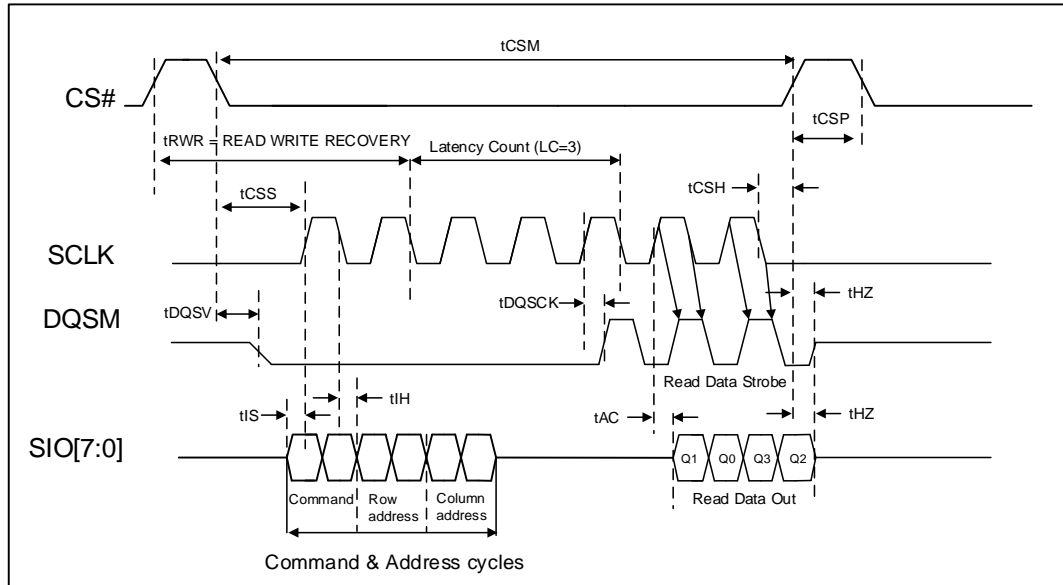 tCSM
CS#
tCSP
tRWR = READ WRITE RECOVERY
Latency Count (LC=3)
tCSS
tCSH
SCLK
tDQSV
tDQSCK
tHZ
DQSM
Read Data Strobe
tIS
tIH
tAC
tHZ
SIO[7:0]
Q1 Q0 Q3 Q2
Command
Row
address
Column
address
Read Data Out
Command & Address cycles